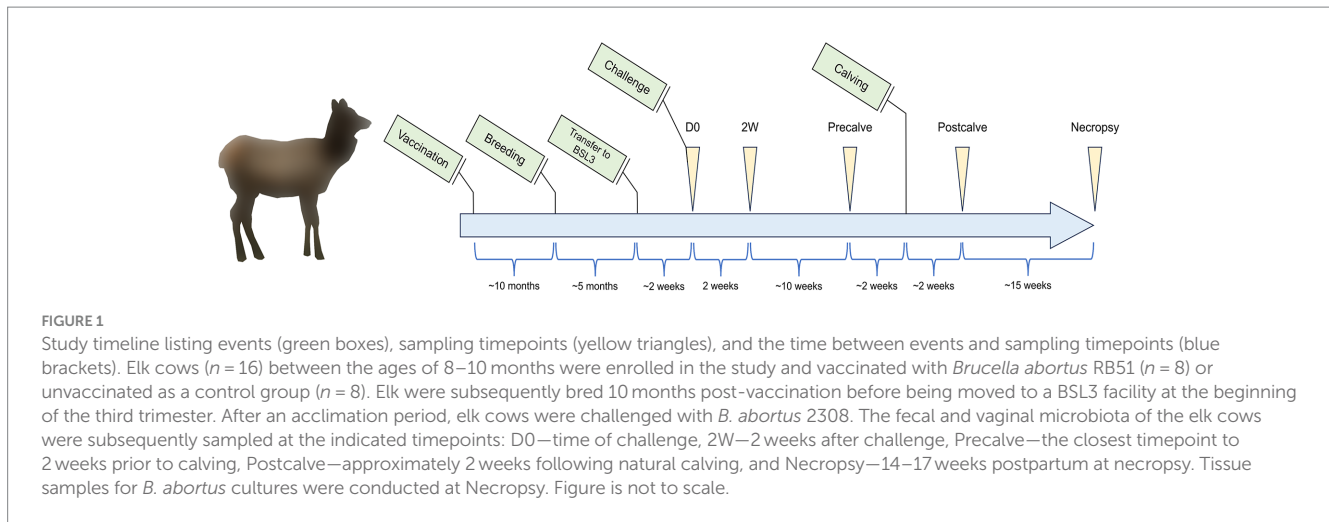 Vaccination
Breeding
Transfer to
BSL3
Challenge
Calving
D0
2W
Precalve
Postcalve
Necropsy
~10 months
~5 months
~2 weeks
2 weeks
~10 weeks
~2 weeks
~2 weeks
~15 weeks
FIGURE 1
Study timeline listing events (green boxes), sampling timepoints (yellow triangles), and the time between events and sampling timepoints (blue
brackets). Elk cows (n = 16) between the ages of 8–10 months were enrolled in the study and vaccinated with Brucella abortus RB51 (n = 8) or
unvaccinated as a control group (n = 8). Elk were subsequently bred 10 months post-vaccination before being moved to a BSL3 facility at the beginning
of the third trimester. After an acclimation period, elk cows were challenged with B. abortus 2308. The fecal and vaginal microbiota of the elk cows
were subsequently sampled at the indicated timepoints: D0—time of challenge, 2W—2 weeks after challenge, Precalve—the closest timepoint to
2 weeks prior to calving, Postcalve—approximately 2 weeks following natural calving, and Necropsy—14–17 weeks postpartum at necropsy. Tissue
samples for B. abortus cultures were conducted at Necropsy. Figure is not to scale.